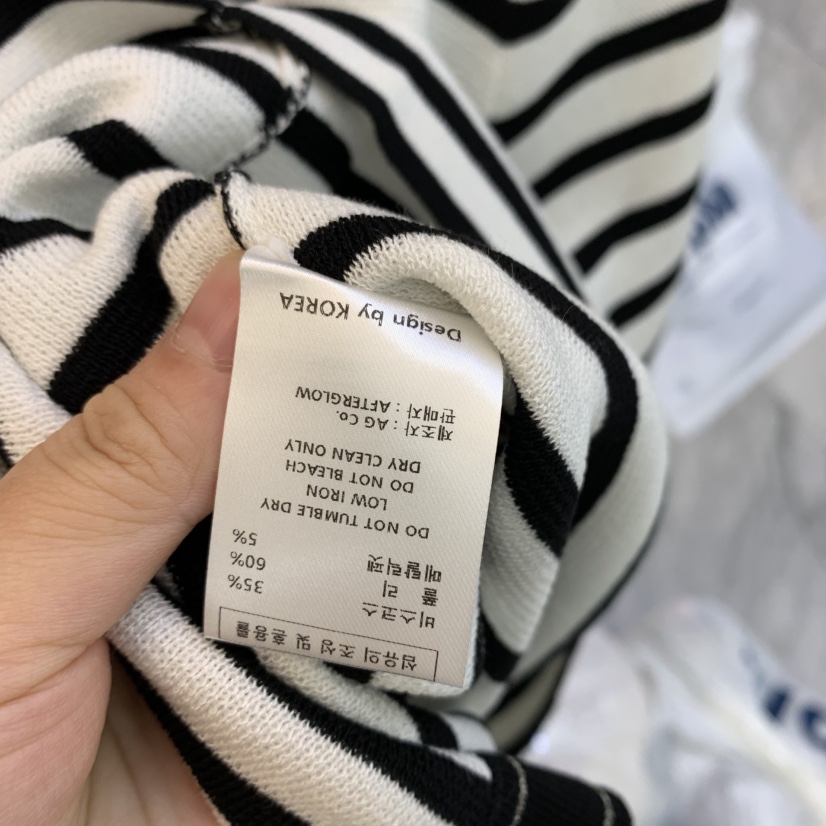 섬유의 조성 및 혼용률
비스코스 35%
폴 리 60%
메탈릭펫 5%
DO NOT TUMBLE DRY
LOW IRON
DO NOT BLEACH
DRY CLEAN ONLY
제조자 : AG Co.
판매자 : AFTERGLOW
Design by KOREA